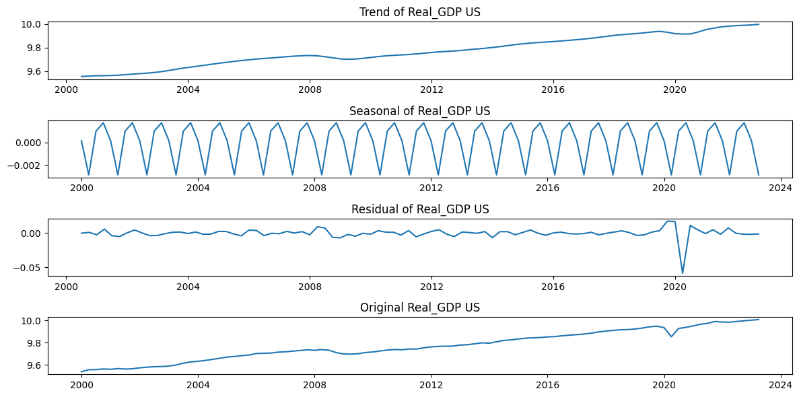 Trend of Real_GDP US
10.0
9.8
9.6
2000 2004 2008 2012 2016 2020
Seasonal of Real_GDP US
0.000
−0.002
2000 2004 2008 2012 2016 2020 2024
Residual of Real_GDP US
0.00
−0.05
2000 2004 2008 2012 2016 2020
Original Real_GDP US
10.0
9.8
9.6
2000 2004 2008 2012 2016 2020 2024